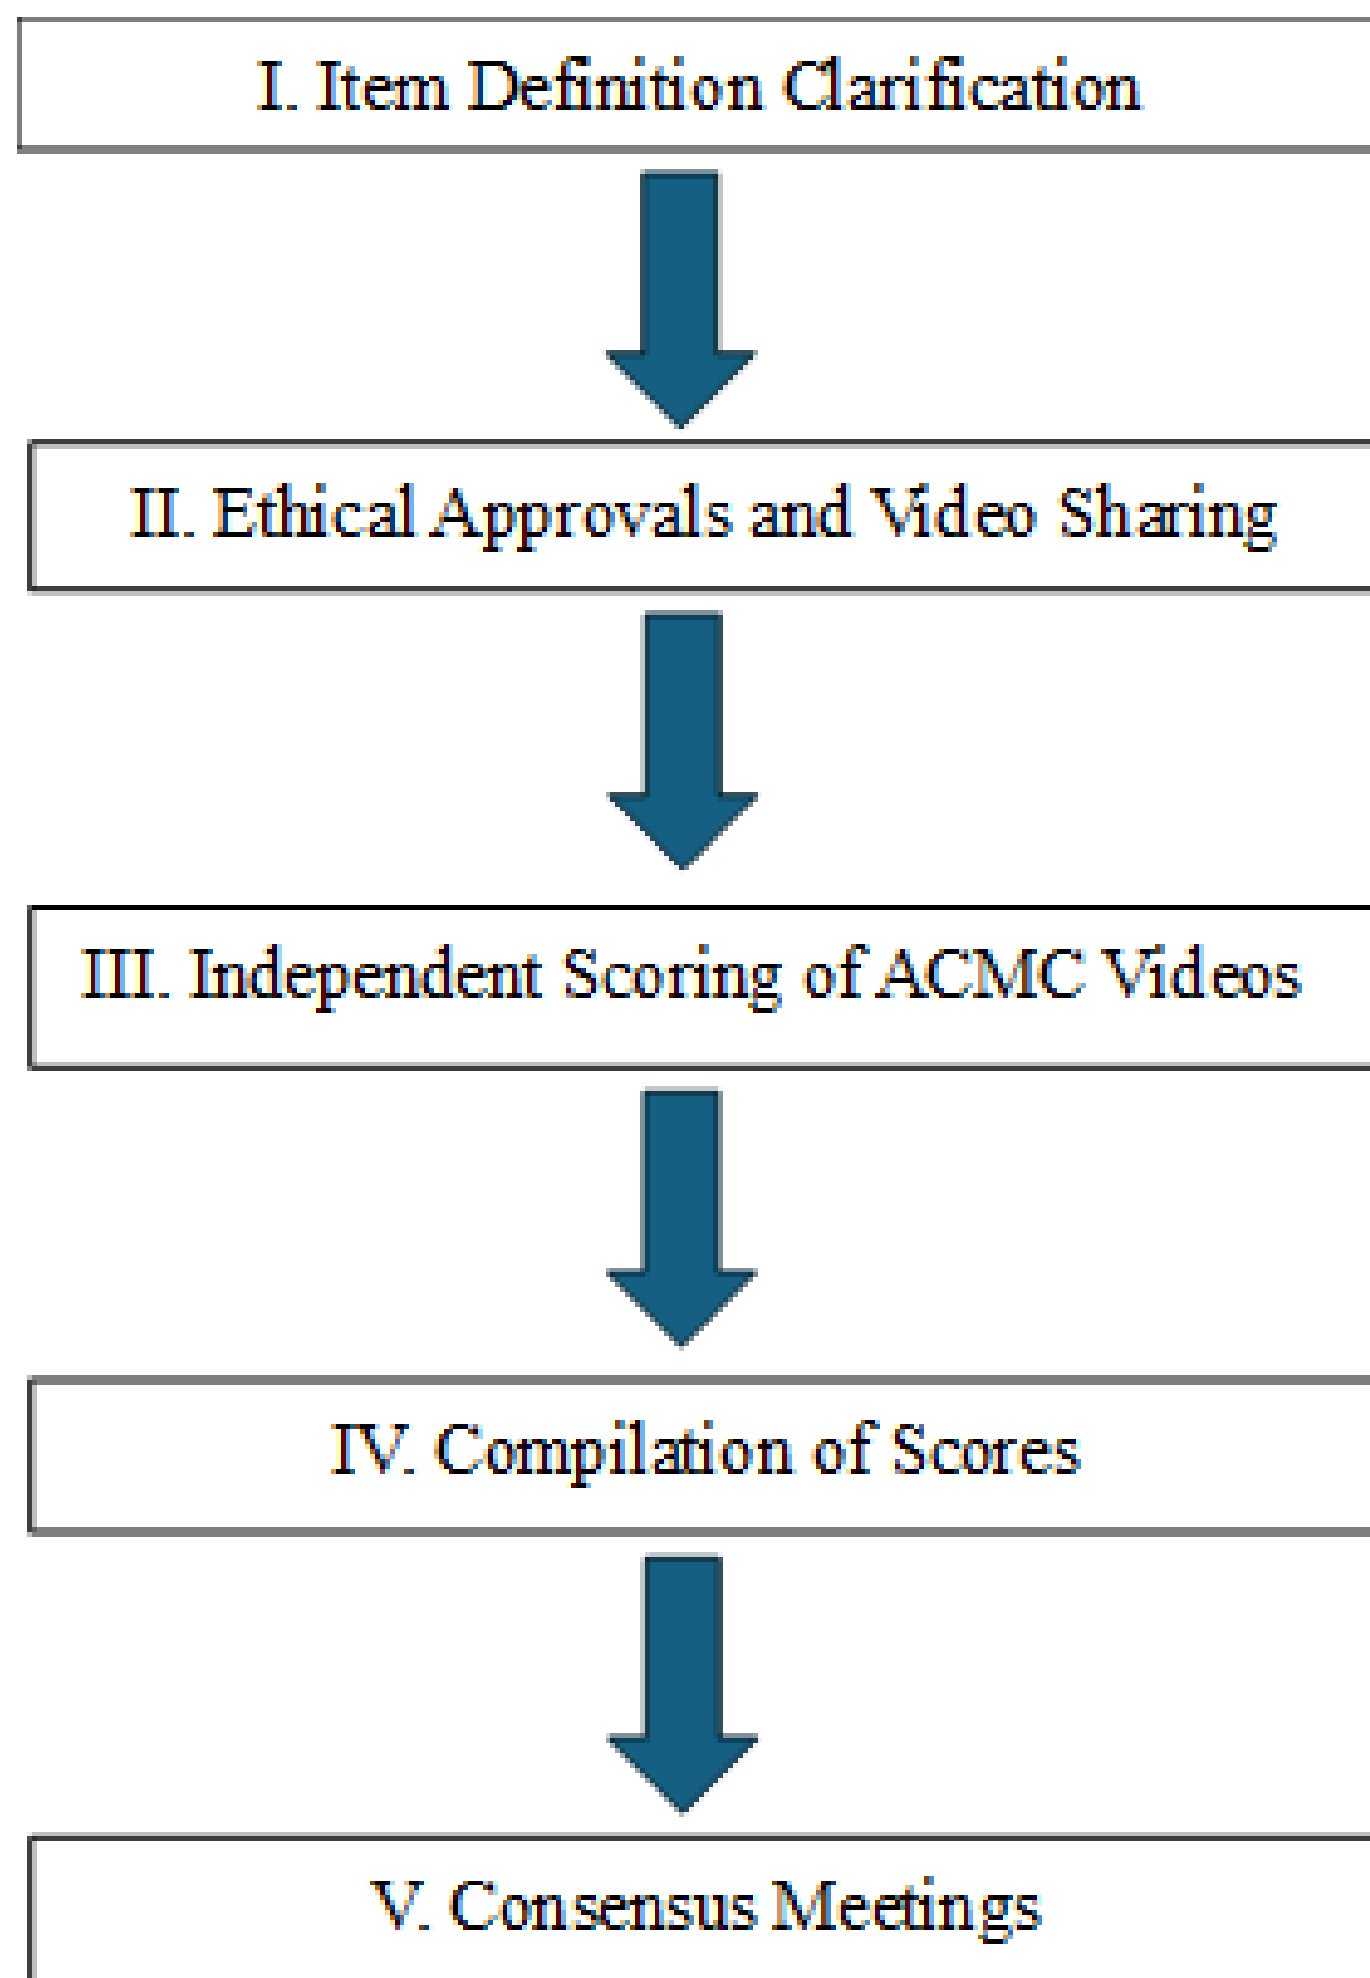 I. Item Definition Clarification
II. Ethical Approvals and Video Sharing
III. Independent Scoring of ACMC Videos
IV. Compilation of Scores
V. Consensus Meetings